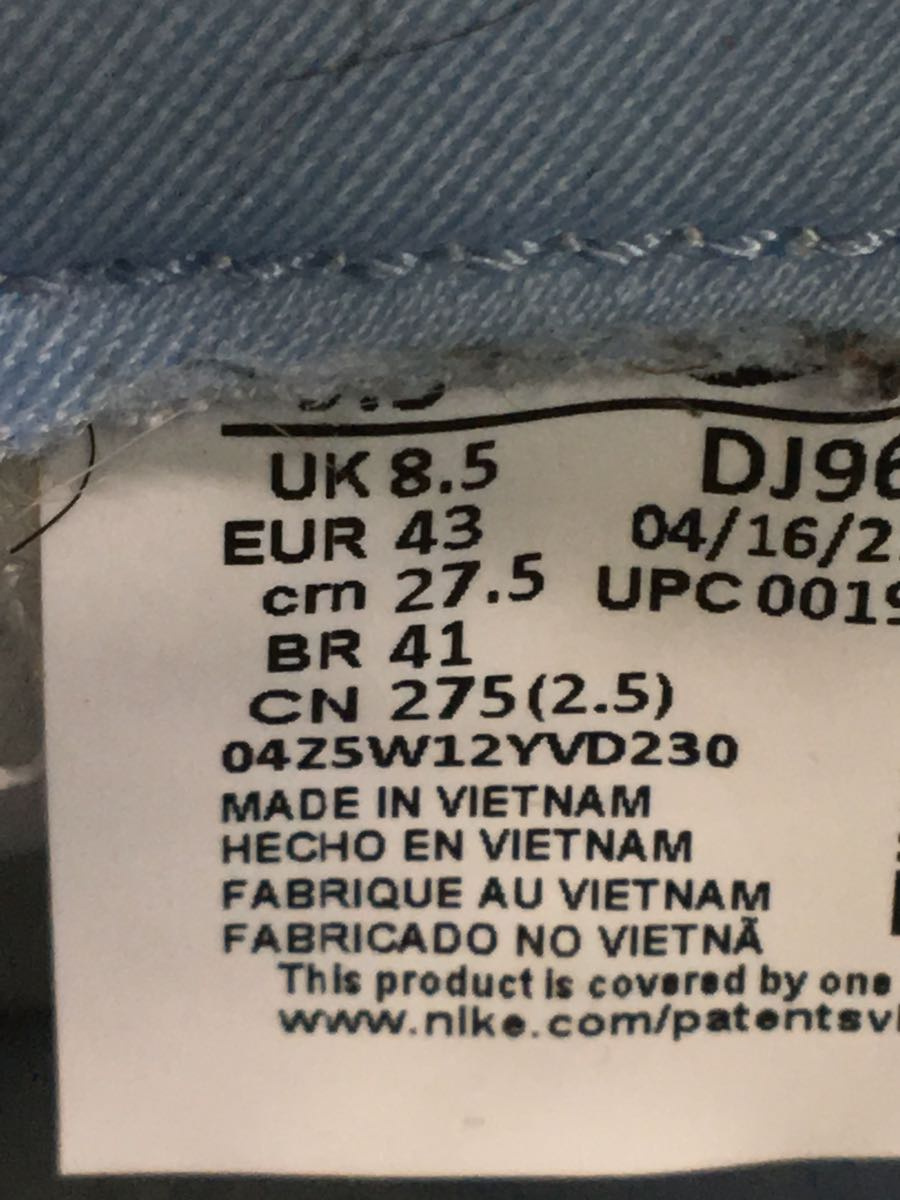 UK 8.5 DJ96
EUR 43 04/16/2
cm 27.5 UPC 0019
BR 41
CN 275(2.5)
04Z5W12YVD230
MADE IN VIETNAM
HECHO EN VIETNAM
FABRIQUE AU VIETNAM
FABRICADO NO VIETNÃ
This product is covered by one
www.nike.com/patentsvi